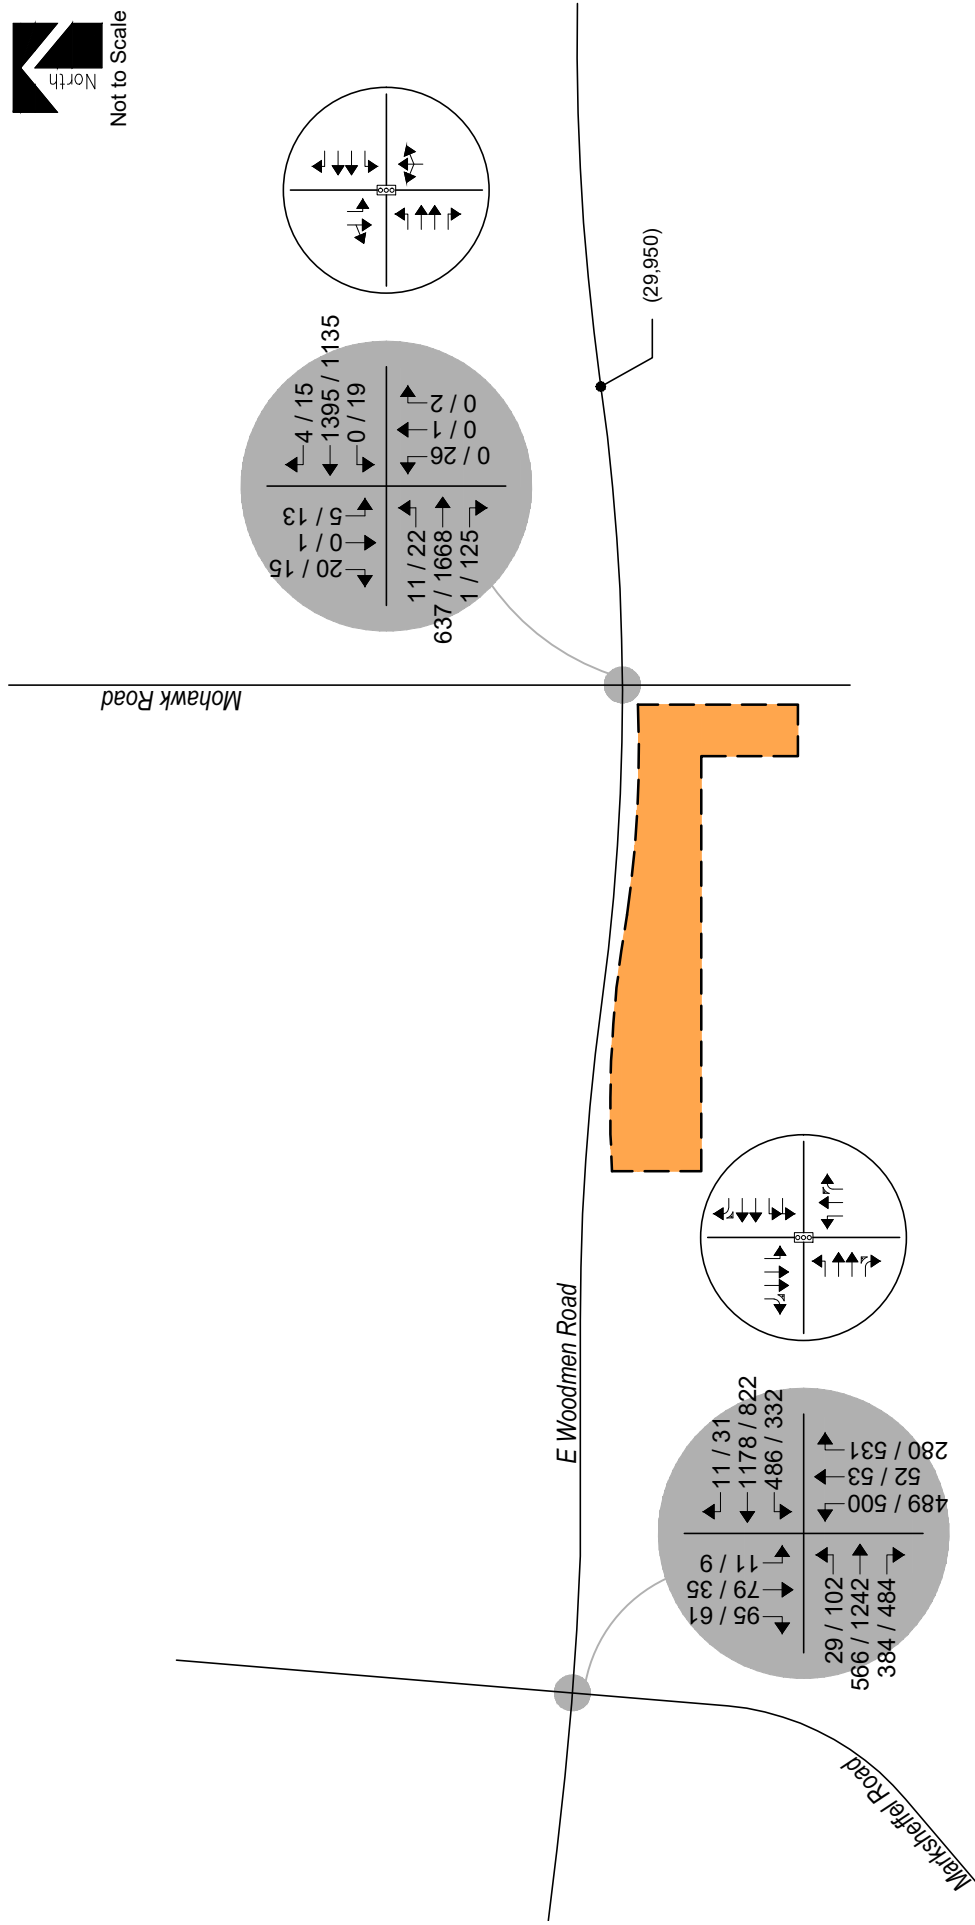 North
Not to Scale
4 / 15
1395 / 1135
0 / 19
5 / 13
0 / 1
20 / 15
11 / 22
637 / 1668
1 / 125
0 / 2
0 / 1
0 / 26
(29,950)
Mohawk Road
E Woodmen Road
11 / 31
1178 / 822
486 / 332
11 / 9
79 / 35
95 / 61
29 / 102
566 / 1242
384 / 484
280 / 531
52 / 53
489 / 500
Marksheffel Road